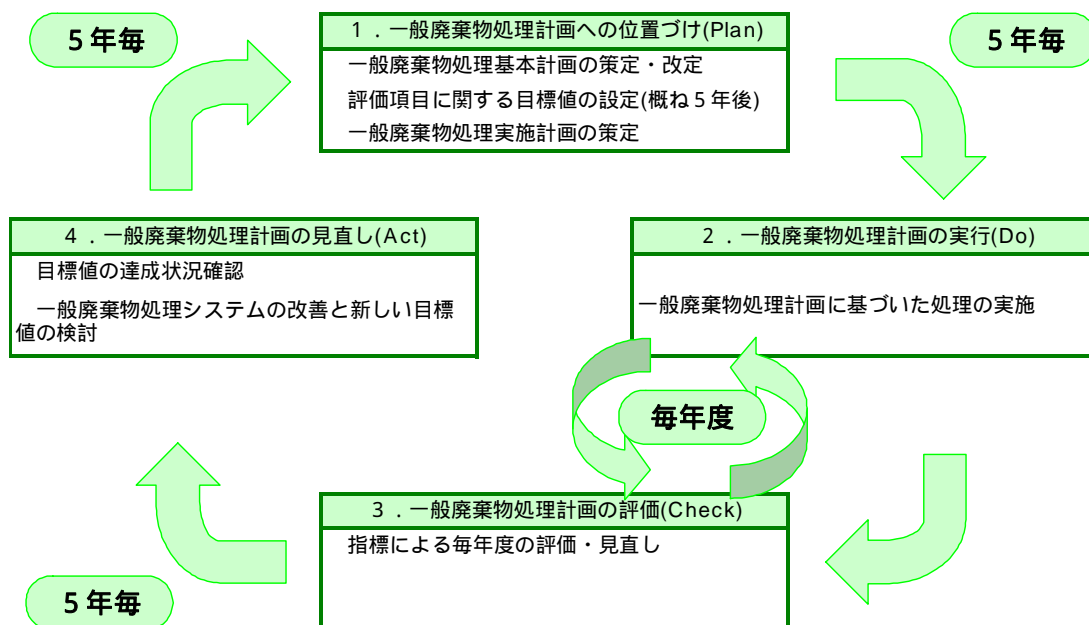 5年毎
1．一般廃棄物処理計画への位置づけ(Plan)
一般廃棄物処理基本計画の策定・改定
評価項目に関する目標値の設定(概ね5年後)
一般廃棄物処理実施計画の策定
5年毎
4．一般廃棄物処理計画の見直し(Act)
目標値の達成状況確認
一般廃棄物処理システムの改善と新しい目標
値の検討
2．一般廃棄物処理計画の実行(Do)
一般廃棄物処理計画に基づいた処理の実施
毎年度
3．一般廃棄物処理計画の評価(Check)
指標による毎年度の評価・見直し
5年毎